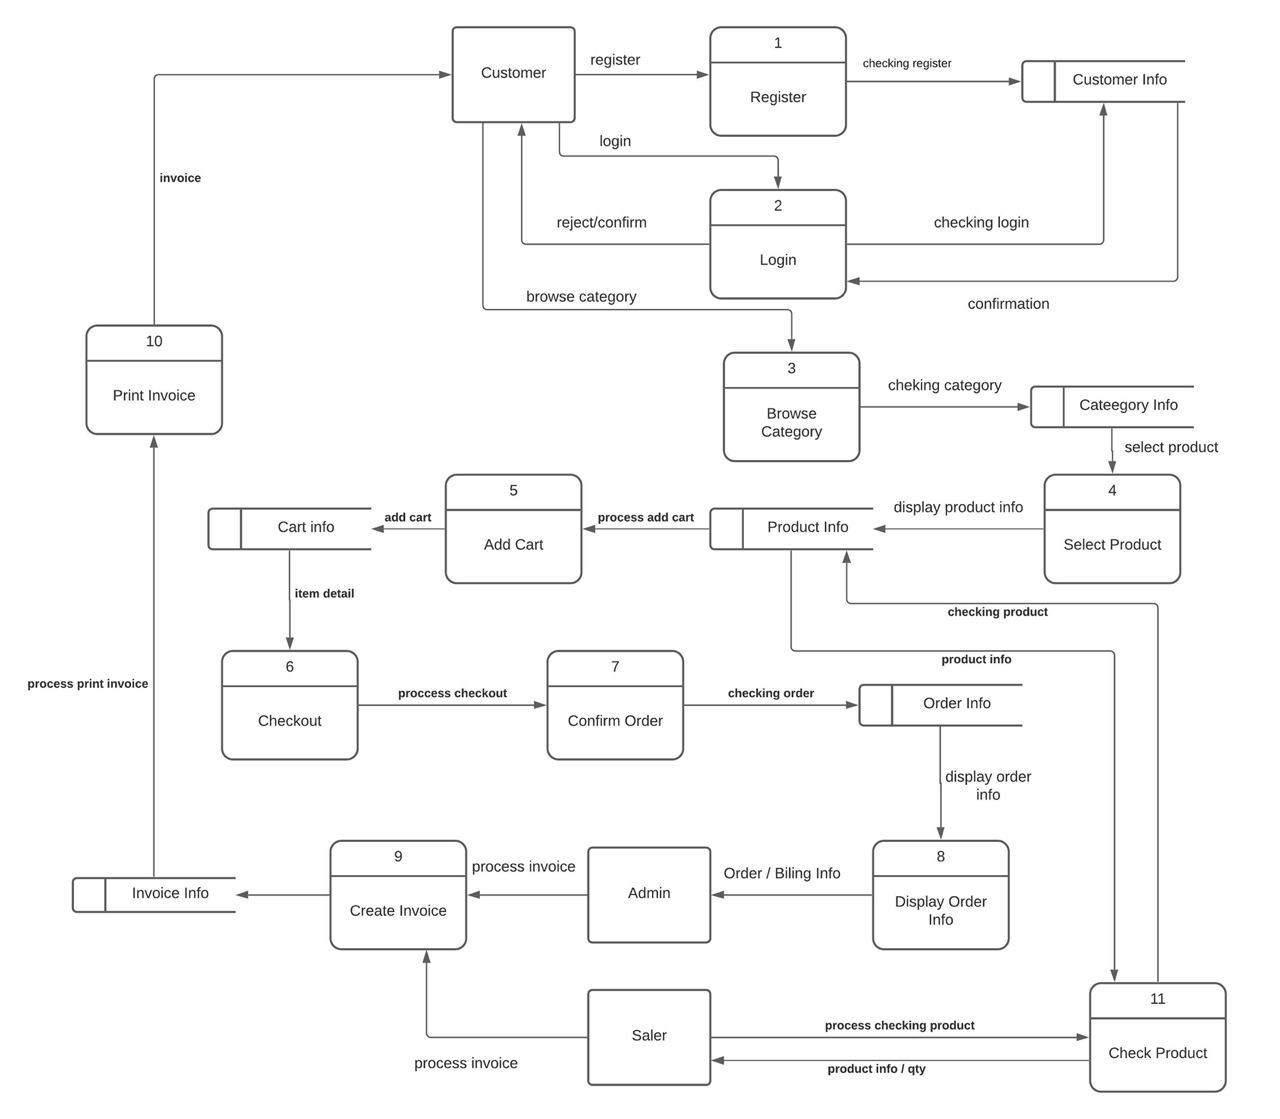 1
Customer
register
Register
checking register
Customer Info
login
invoice
2
Login
reject/confirm
checking login
browse category
confirmation
10
Print Invoice
3
Browse
Category
cheking category
Cateegory Info
select product
5
Add Cart
4
Select Product
display product info
Product Info
process add cart
add cart
Cart info
item detail
checking product
product info
6
Checkout
proccess checkout
7
Confirm Order
checking order
Order Info
process print invoice
display order
info
9
Create Invoice
process invoice
Admin
Order / Biling Info
8
Display Order
Info
Invoice Info
11
Check Product
process checking product
Saler
product info / qty
process invoice